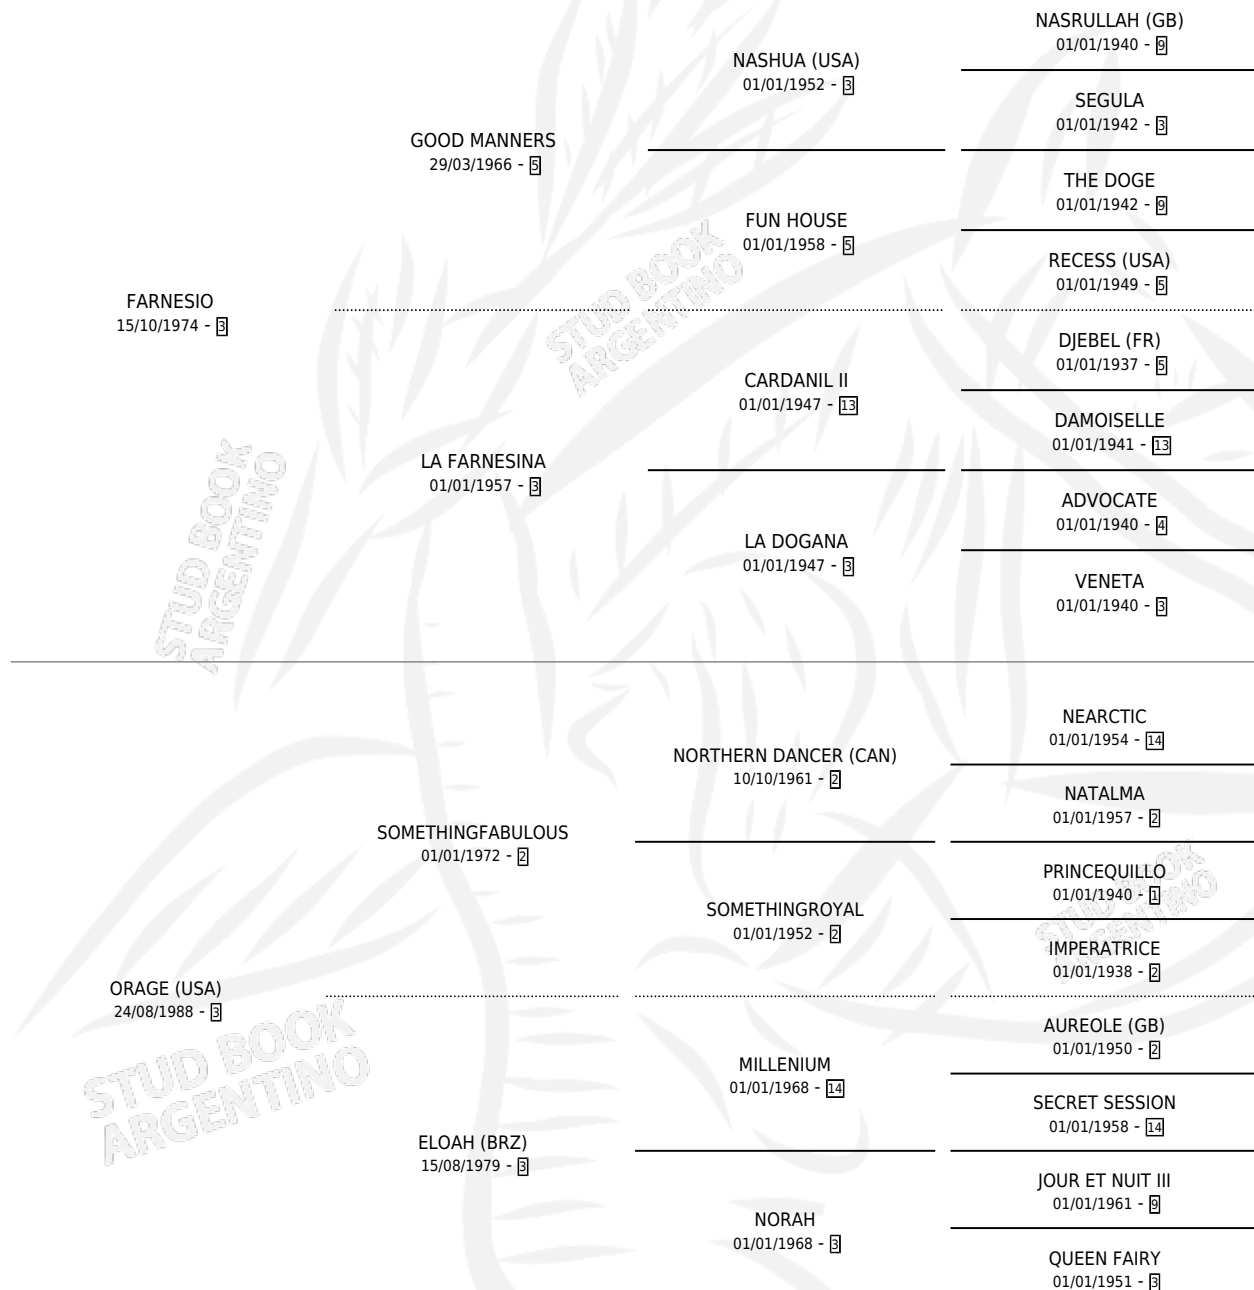 NASRULLAH (GB)
01/01/1940 - 9
NASHUA (USA)
01/01/1952 - 3
SEGULA
01/01/1942 - 3
GOOD MANNERS
29/03/1966 - 5
THE DOGE
01/01/1942 - 9
FUN HOUSE
01/01/1958 - 5
RECESS (USA)
01/01/1949 - 5
FARNESIO
15/10/1974 - 3
DJEBEL (FR)
01/01/1937 - 5
CARDANIL II
01/01/1947 - 13
DAMOISELLE
01/01/1941 - 13
LA FARNESINA
01/01/1957 - 3
ADVOCATE
01/01/1940 - 4
LA DOGANA
01/01/1947 - 3
VENETA
01/01/1940 - 3
STUD BOOK
ARGENTINO
STUD BOOK
ARGENTINO
NEARCTIC
01/01/1954 - 14
NORTHERN DANCER (CAN)
10/10/1961 - 2
NATALMA
01/01/1957 - 2
SOMETHINGFABULOUS
01/01/1972 - 2
PRINCEQUILLO
01/01/1940 - 1
SOMETHINGROYAL
01/01/1952 - 2
IMPERATRICE
01/01/1938 - 2
STUD BOOK
ARGENTINO
ORAGE (USA)
24/08/1988 - 3
AUREOLE (GB)
01/01/1950 - 2
MILLENIUM
01/01/1968 - 14
SECRET SESSION
01/01/1958 - 14
ELOAH (BRZ)
15/08/1979 - 3
JOUR ET NUIT III
01/01/1961 - 9
NORAH
01/01/1968 - 3
QUEEN FAIRY
01/01/1951 - 3
STUD BOOK
ARGENTINO